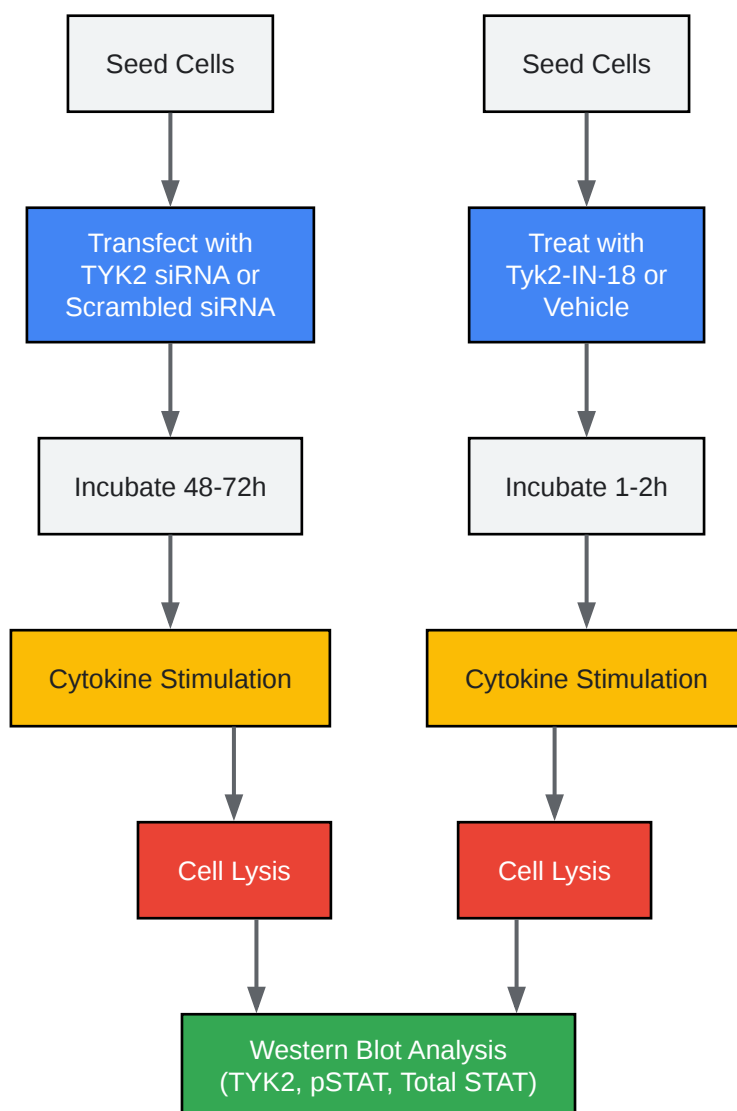 Seed Cells
Transfect with
TYK2 siRNA or
Scrambled siRNA
Incubate 48-72h
Cytokine Stimulation
Cell Lysis
Seed Cells
Treat with
Tyk2-IN-18 or
Vehicle
Incubate 1-2h
Cytokine Stimulation
Cell Lysis
Western Blot Analysis
(TYK2, pSTAT, Total STAT)